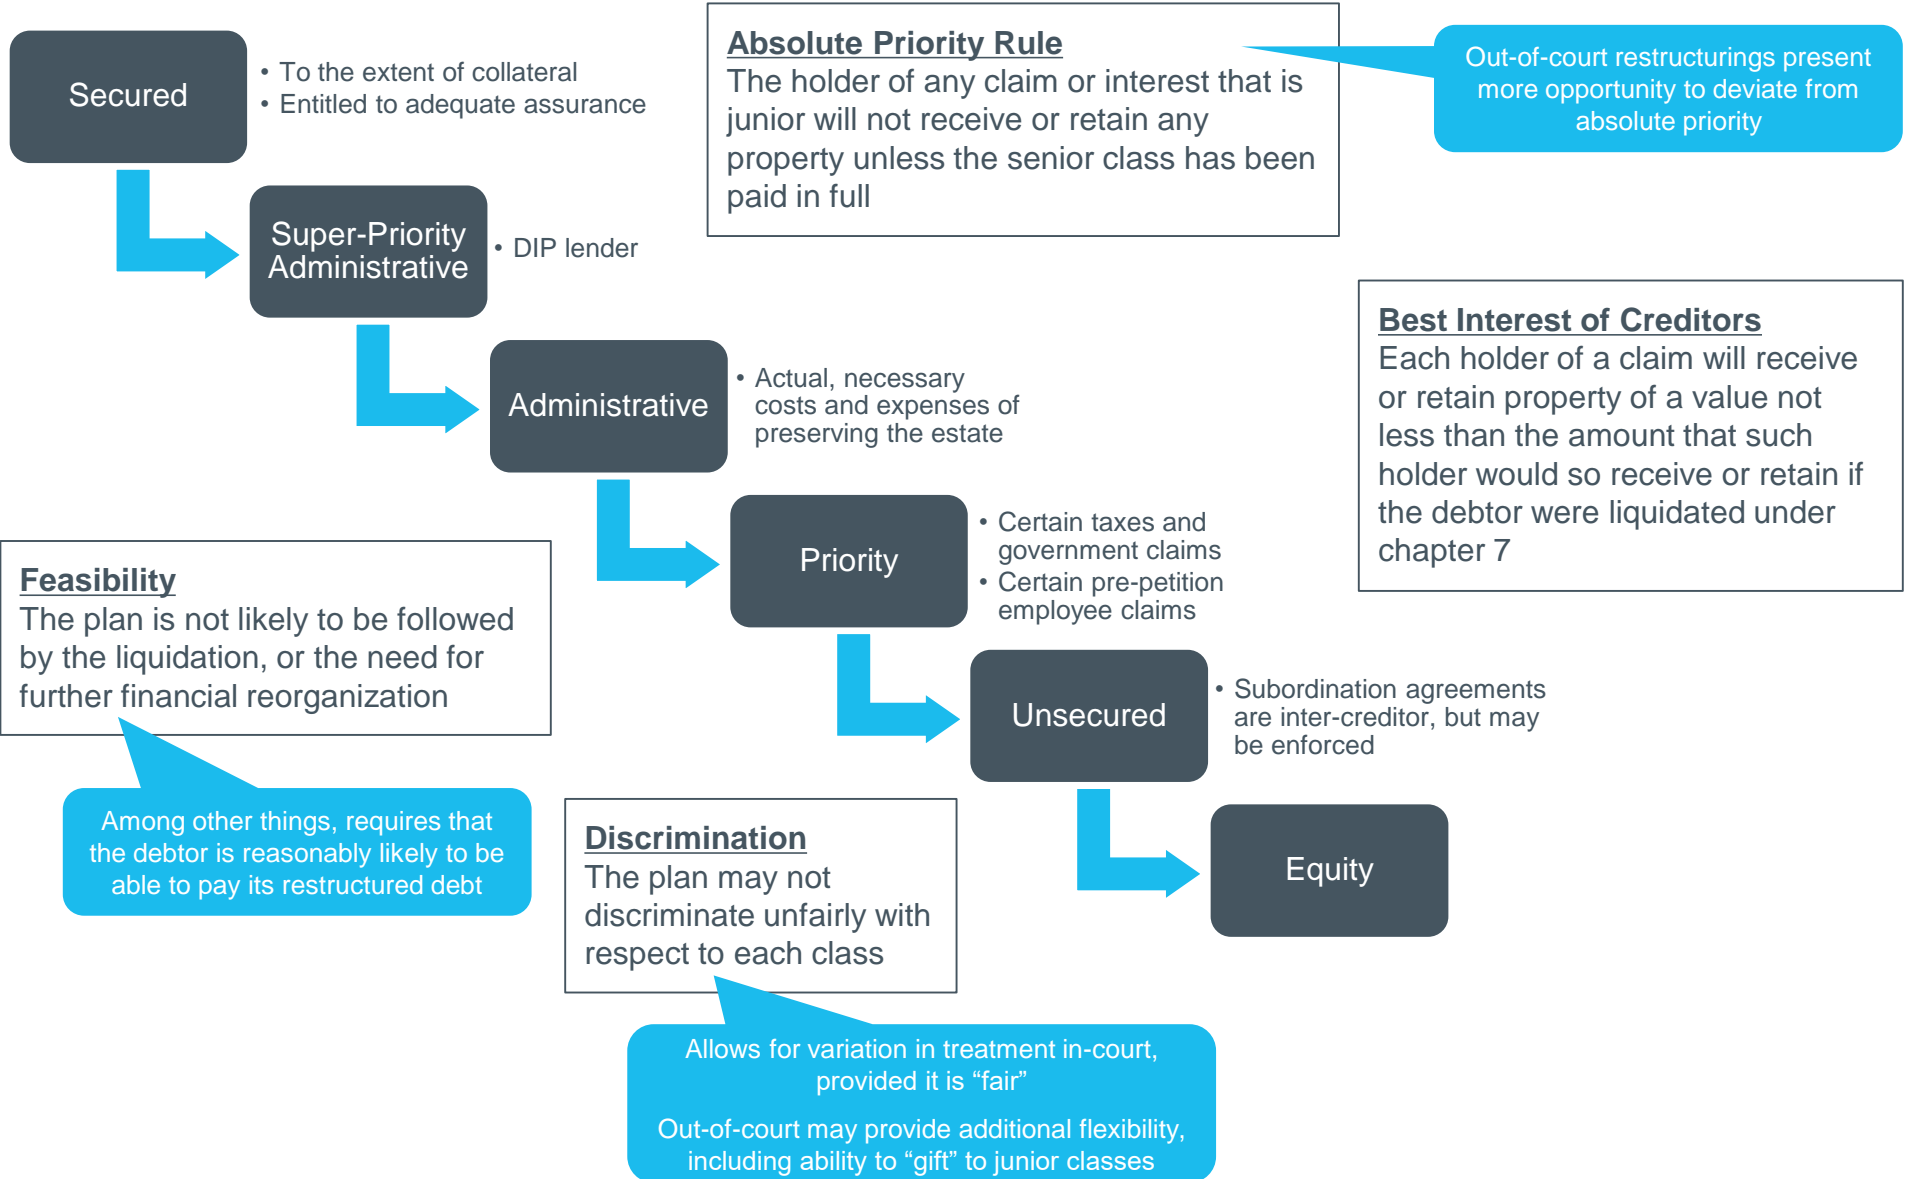 Secured
• To the extent of collateral
• Entitled to adequate assurance
Absolute Priority Rule
The holder of any claim or interest that is
junior will not receive or retain any
property unless the senior class has been
paid in full
Out-of-court restructurings present
more opportunity to deviate from
absolute priority
Super-Priority
Administrative
• DIP lender
Best Interest of Creditors
Each holder of a claim will receive
or retain property of a value not
less than the amount that such
holder would so receive or retain if
the debtor were liquidated under
chapter 7
Administrative
• Actual, necessary
costs and expenses of
preserving the estate
Priority
• Certain taxes and
government claims
• Certain pre-petition
employee claims
Feasibility
The plan is not likely to be followed
by the liquidation, or the need for
further financial reorganization
Among other things, requires that
the debtor is reasonably likely to be
able to pay its restructured debt
Unsecured
• Subordination agreements
are inter-creditor, but may
be enforced
Discrimination
The plan may not
discriminate unfairly with
respect to each class
Equity
Allows for variation in treatment in-court,
provided it is “fair”
Out-of-court may provide additional flexibility,
including ability to “gift” to junior classes